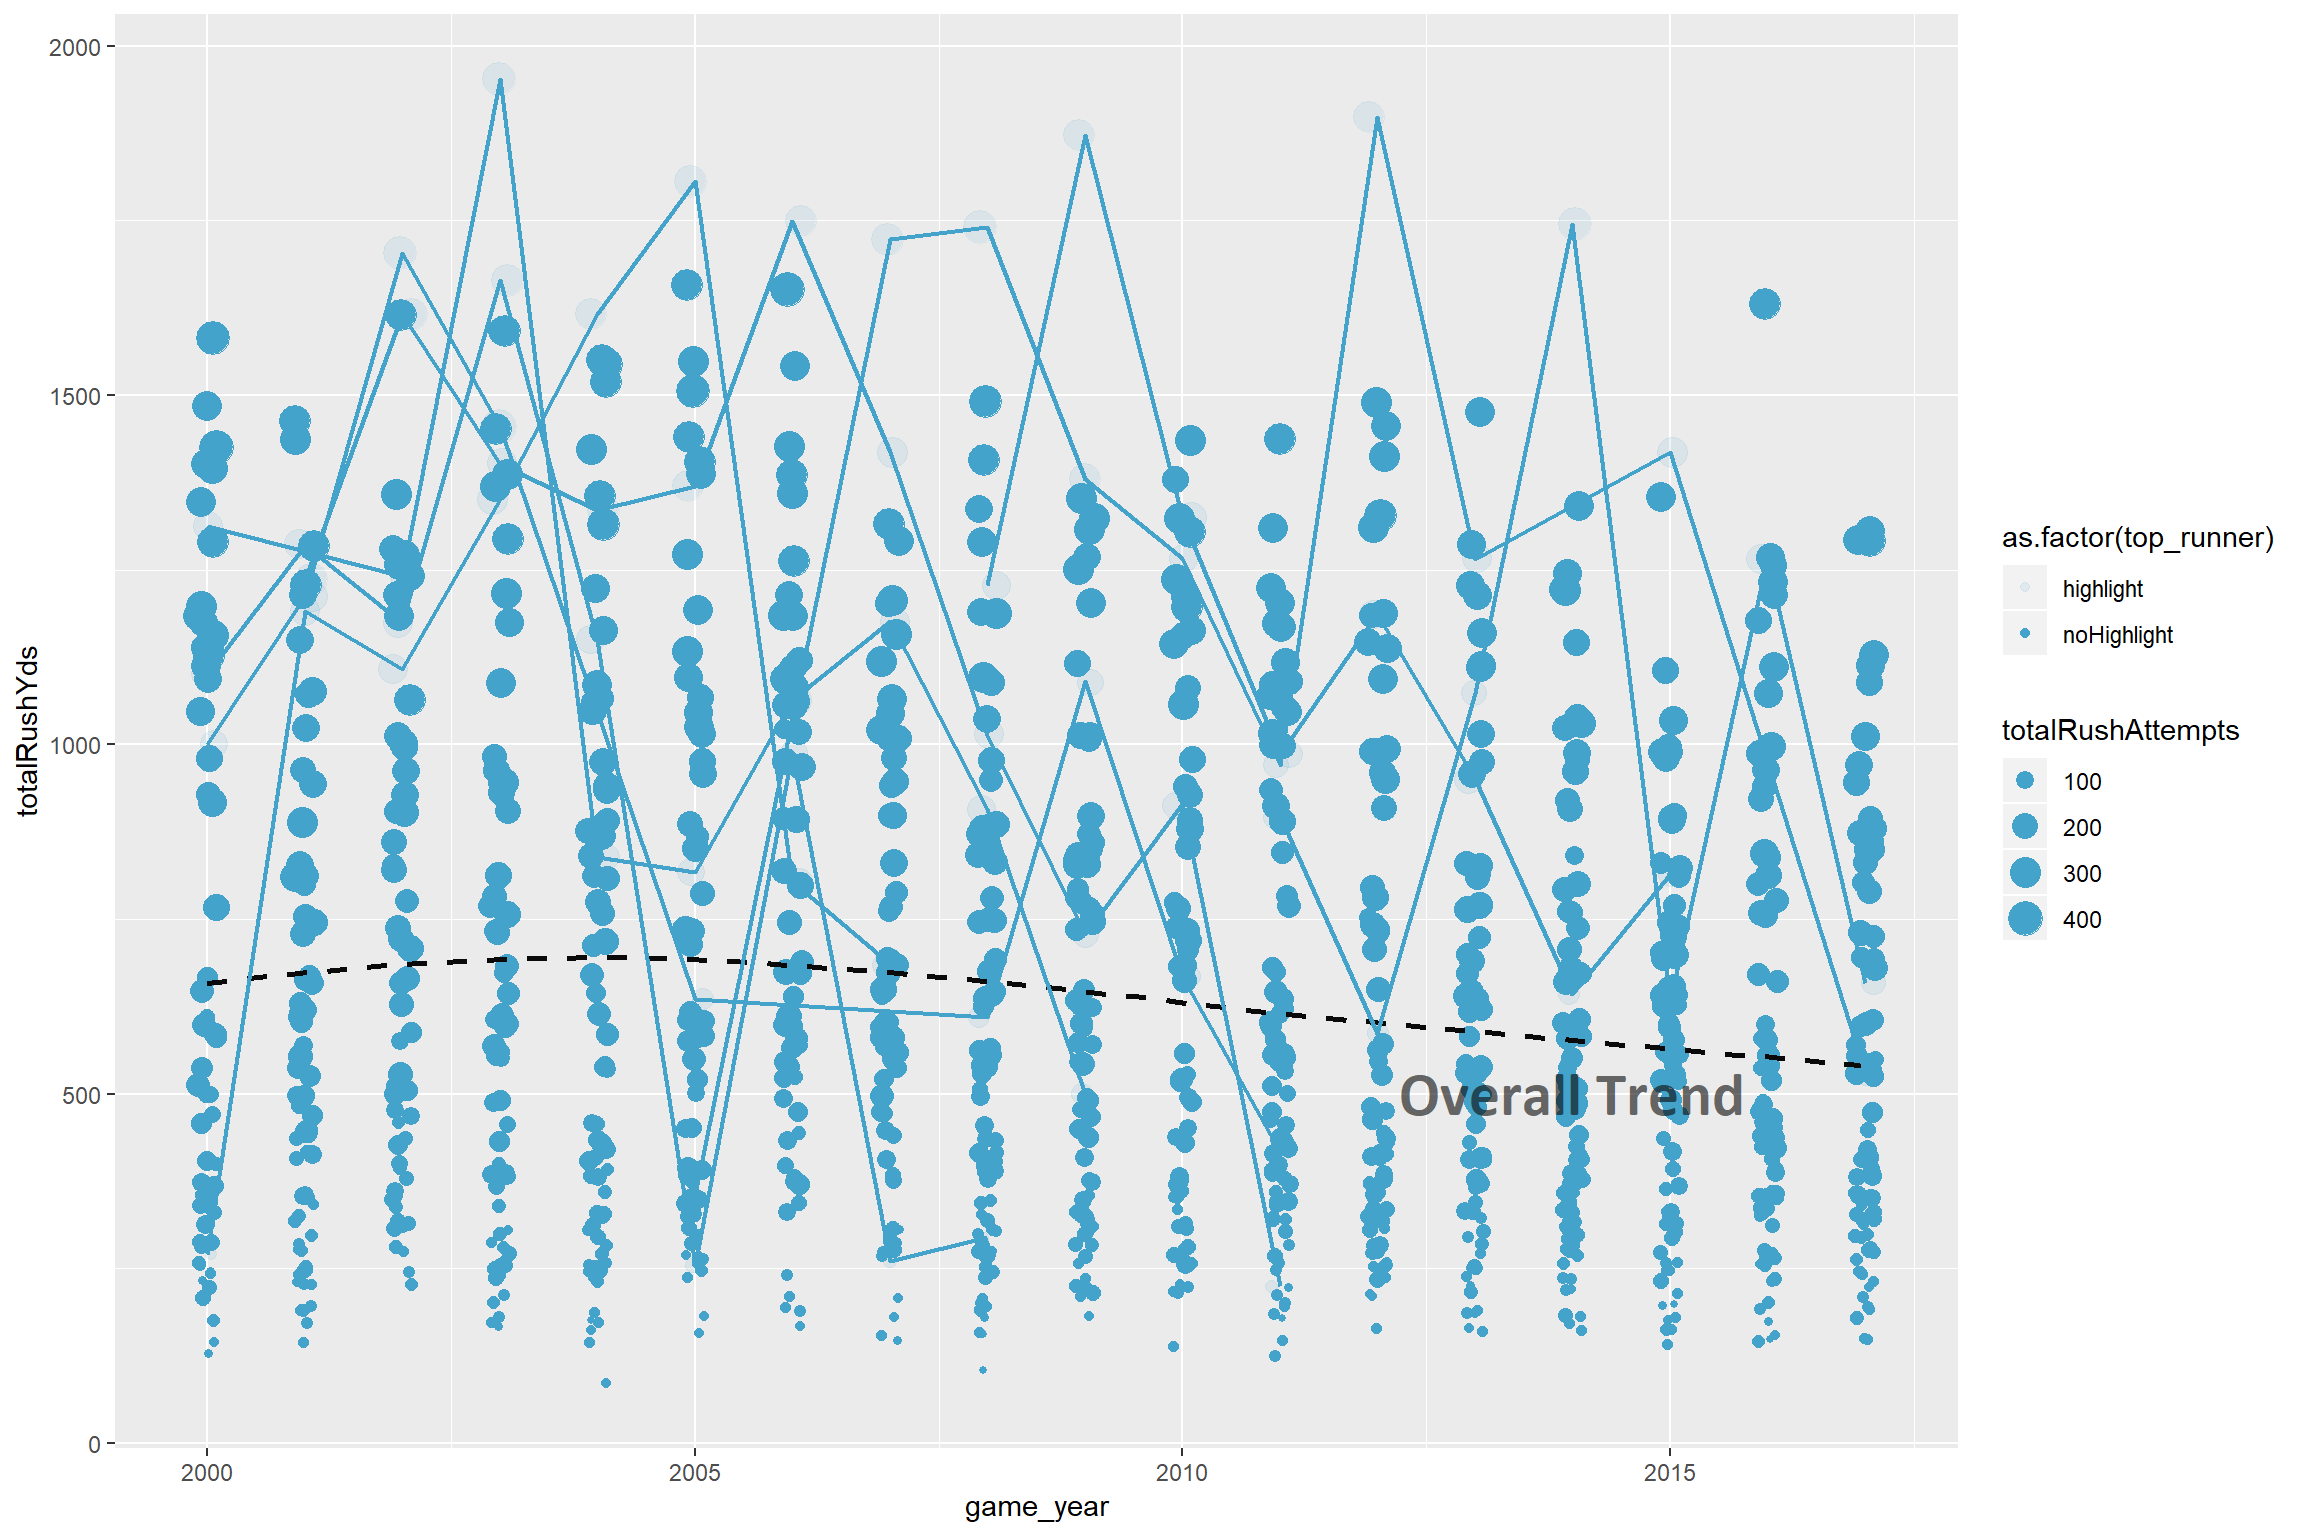 2000
1500
1000
500
0
totalRushYds
2000
2005
2010
2015
game_year
Overall Trend
as.factor(top_runner)
highlight
noHighlight
totalRushAttempts
100
200
300
400